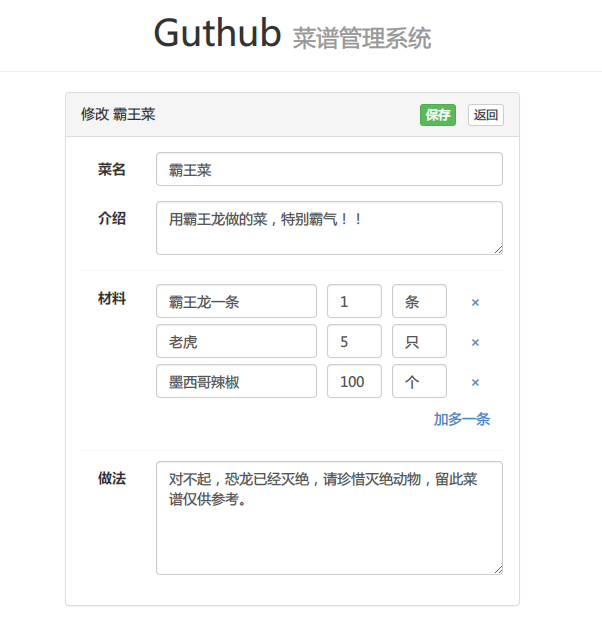 Guthub 菜谱管理系统
修改 霸王菜 保存 返回
菜名 霸王菜
介绍 用霸王龙做的菜，特别霸气！！
材料 霸王龙一条 1 条 ×
老虎 5 只 ×
墨西哥辣椒 100 个 ×
加多一条
做法 对不起，恐龙已经灭绝，请珍惜灭绝动物，留此菜
谱仅供参考。